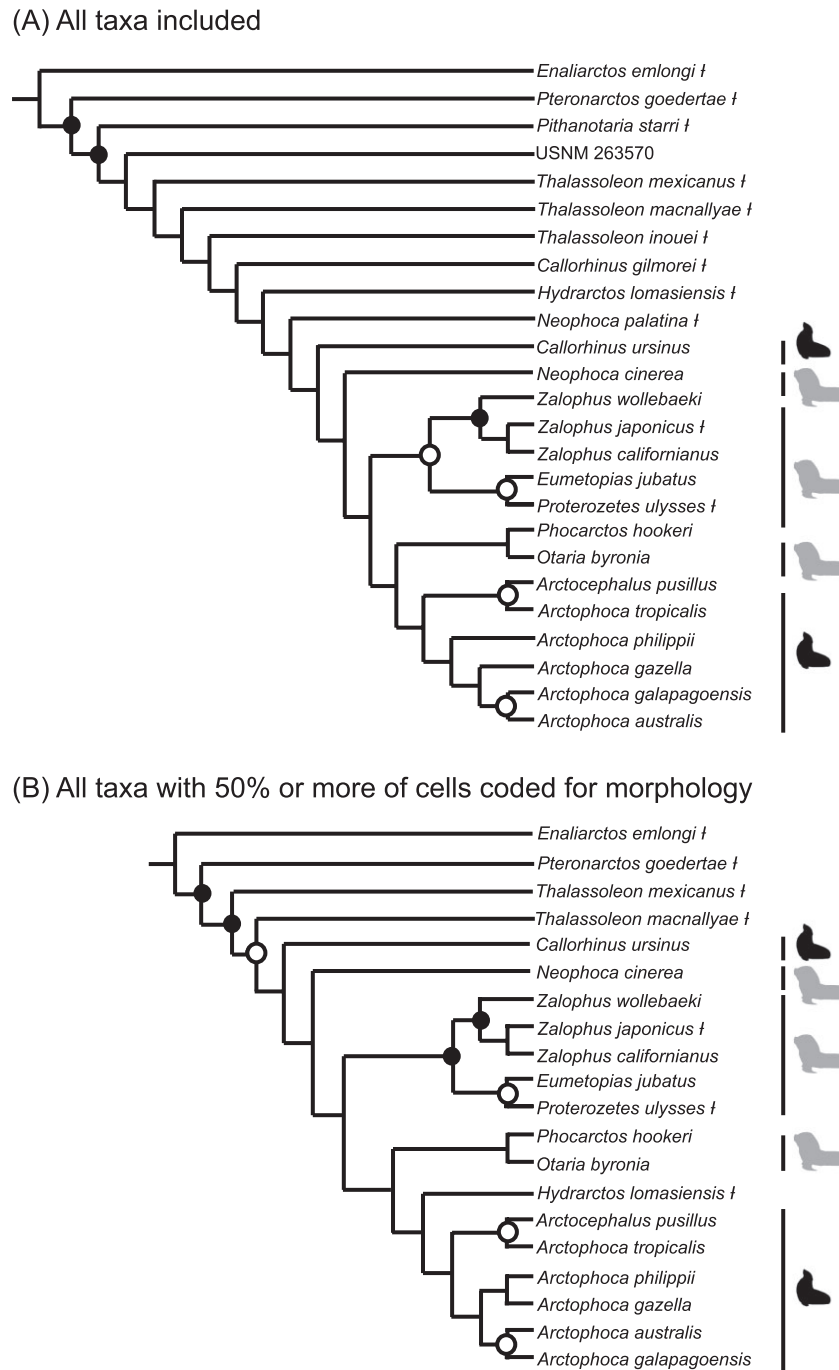 (A) All taxa included
Enaliarctos emlongi ƚ
Pteronarctos goedertae ƚ
Pithanotaria starri ƚ
USNM 263570
Thalassoleon mexicanus ƚ
Thalassoleon macnallyae ƚ
Thalassoleon inouei ƚ
Callorhinus gilmorei ƚ
Hydrarctos lomasiensis ƚ
Neophoca palatina ƚ
Callorhinus ursinus
Neophoca cinerea
Zalophus wollebaeki
Zalophus japonicus ƚ
Zalophus californianus
Eumetopias jubatus
Proterozetes ulysses ƚ
Phocarctos hookeri
Otaria byronia
Arctocephalus pusillus
Arctophoca tropicalis
Arctophoca philippii
Arctophoca gazella
Arctophoca galapagoensis
Arctophoca australis
(B) All taxa with 50% or more of cells coded for morphology
Enaliarctos emlongi ƚ
Pteronarctos goedertae ƚ
Thalassoleon mexicanus ƚ
Thalassoleon macnallyae ƚ
Callorhinus ursinus
Neophoca cinerea
Zalophus wollebaeki
Zalophus japonicus ƚ
Zalophus californianus
Eumetopias jubatus
Proterozetes ulysses ƚ
Phocarctos hookeri
Otaria byronia
Hydrarctos lomasiensis ƚ
Arctocephalus pusillus
Arctophoca tropicalis
Arctophoca philippii
Arctophoca gazella
Arctophoca australis
Arctophoca galapagoensis